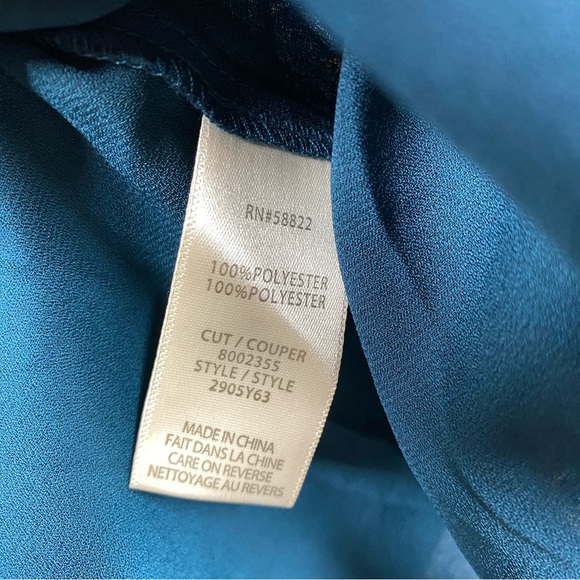 RN#58822
100%POLYESTER
100%POLYESTER
CUT / COUPER
8002355
STYLE / STYLE
2905Y63
MADE IN CHINA
FAIT DANS LA CHINE
CARE ON REVERSE
NETTOYAGE AU REVERS